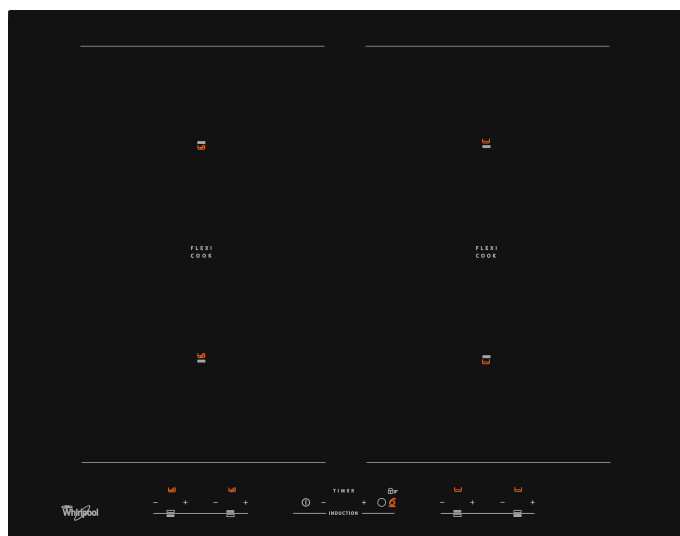 FLEXI
COOK
FLEXI
COOK
TIMER
− + − + − + − + − +
Whirlpool
INDUCTION